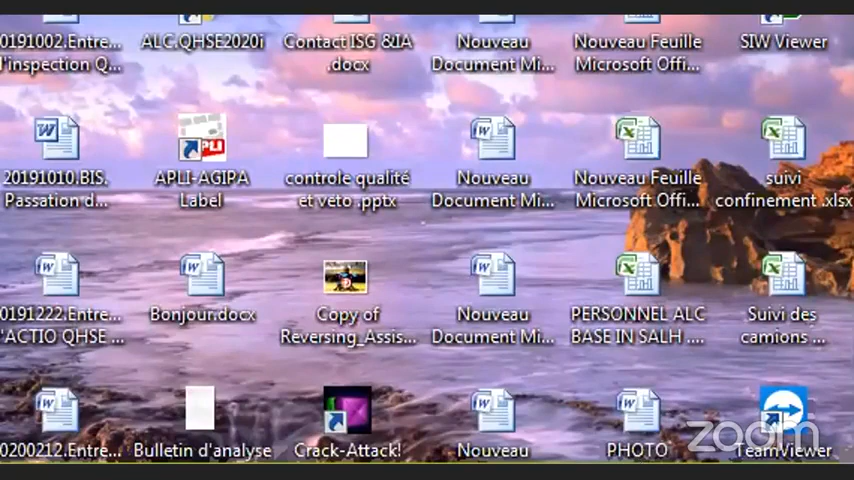 0191002.Entre... ALC.QHSE2020i Contact ISG &IA Nouveau Nouveau Feuille SIW Viewer
l'inspection Q... .docx Document Mi... Microsoft Offi...
20191010.BIS. APLI-AGIPA controle qualité Nouveau Nouveau Feuille suivi
Passation d... Label et véto .pptx Document Mi... Microsoft Offi... confinement .xlsx
0191222.Entre... Bonjour.docx Copy of Nouveau PERSONNEL ALC Suivi des
'ACTIO QHSE ... Reversing_Assis... Document Mi... BASE IN SALH .... camions ...
0200212.Entre... Bulletin d'analyse Crack-Attack! Nouveau PHOTO TeamViewer
zoom